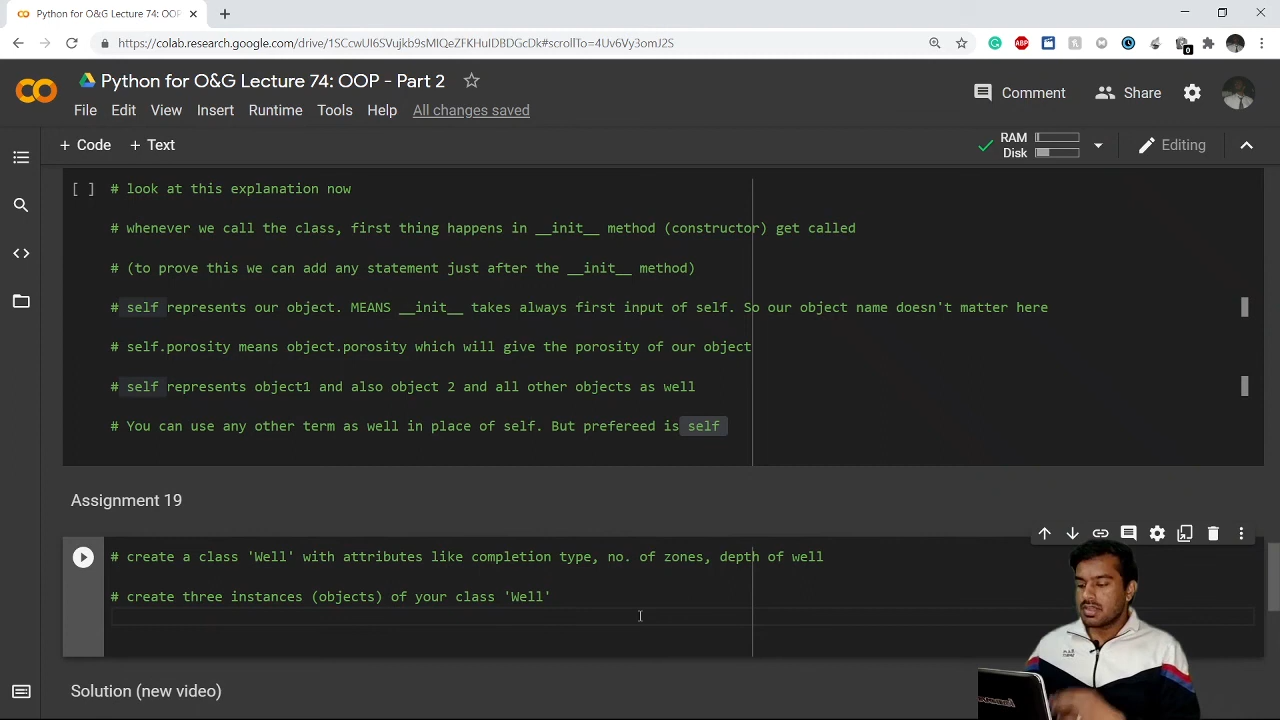 Python for O&G Lecture 74: OOP
https://colab.research.google.com/drive/1SCcwU6SVujkb9sMIQeZFKHuIDBDGcDk#scrollTo=4Uv6Vy3omJ2S
ABP
0
Python for O&G Lecture 74: OOP - Part 2
File Edit View Insert Runtime Tools Help All changes saved
Comment Share
+ Code + Text
RAM
Disk
Editing
[ ] # look at this explanation now
# whenever we call the class, first thing happens in __init__ method (constructor) get called
# (to prove this we can add any statement just after the __init__ method)
# self represents our object. MEANS __init__ takes always first input of self. So our object name doesn't matter here
# self.porosity means object.porosity which will give the porosity of our object
# self represents object1 and also object 2 and all other objects as well
# You can use any other term as well in place of self. But prefereed is self
Assignment 19
# create a class 'Well' with attributes like completion type, no. of zones, depth of well
# create three instances (objects) of your class 'Well'
Solution (new video)